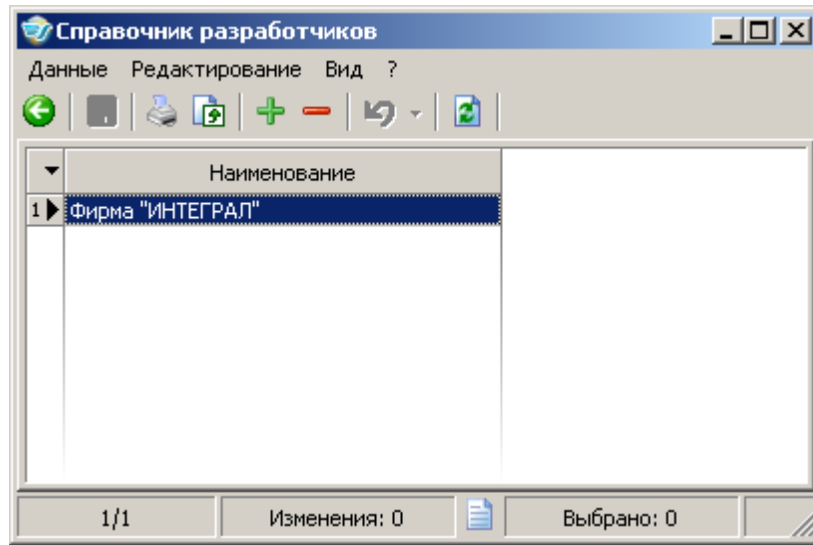 Справочник разработчиков
Данные Редактирование Вид ?
Наименование
1 Фирма "ИНТЕГРАЛ"
1/1 Изменения: 0 Выбрано: 0